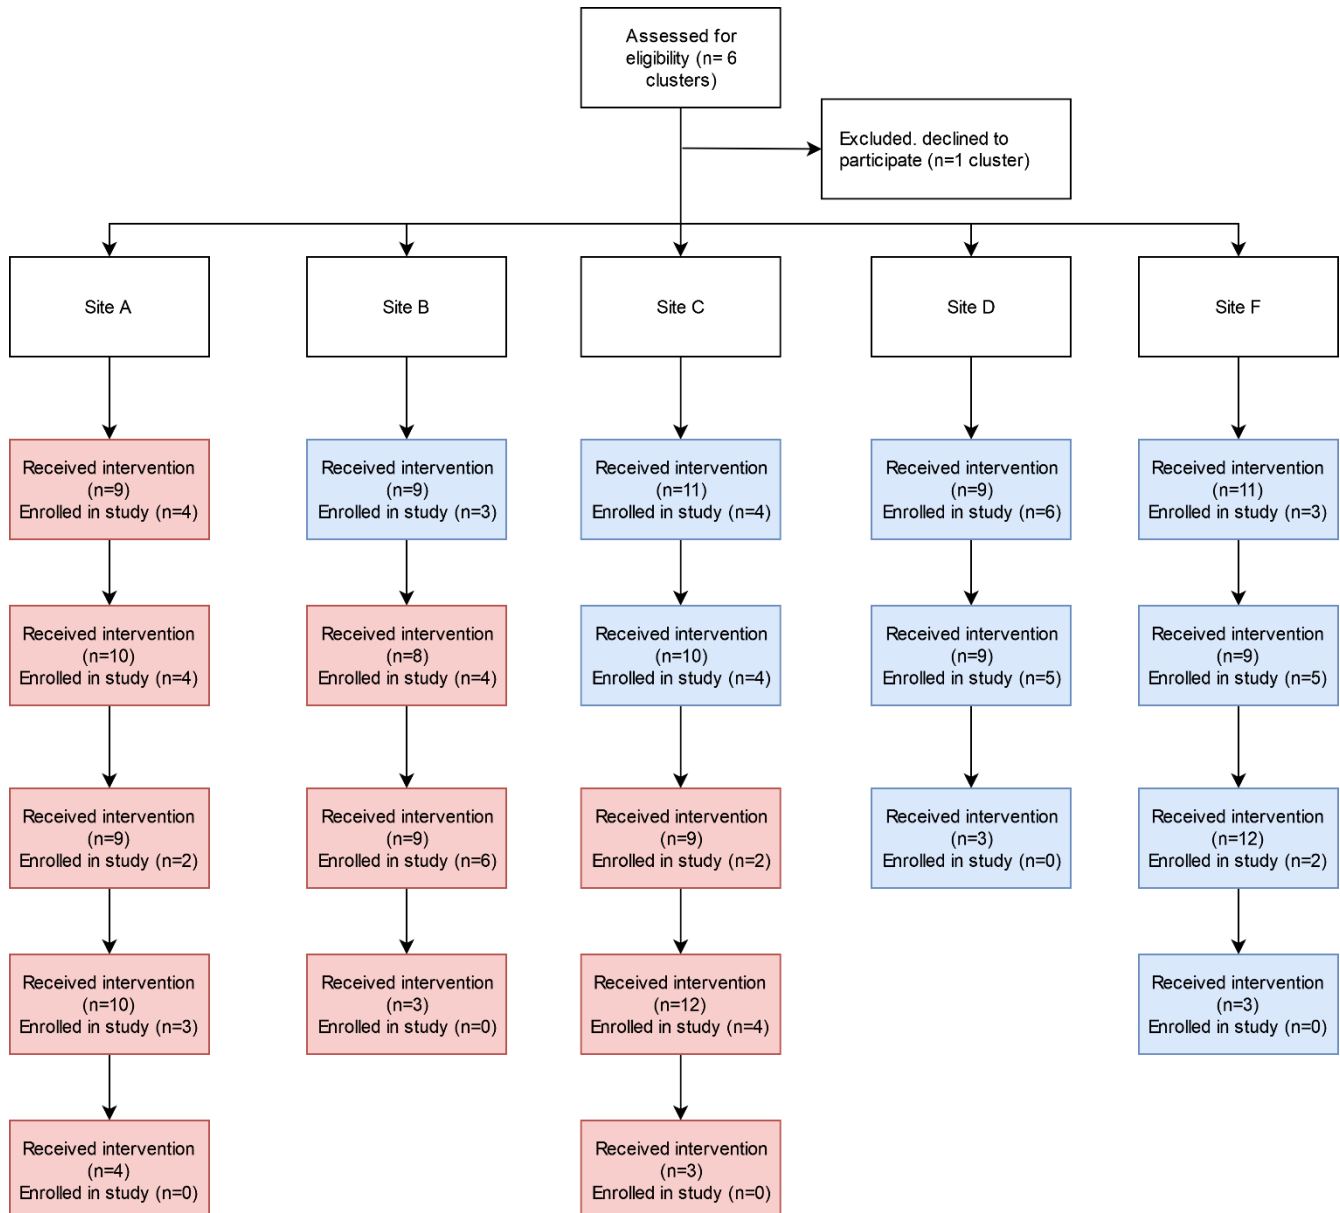 Assessed for
eligibility (n= 6
clusters)
Excluded. declined to
participate (n=1 cluster)
Site A
Site B
Site C
Site D
Site F
Received intervention
(n=9)
Enrolled in study (n=4)
Received intervention
(n=9)
Enrolled in study (n=3)
Received intervention
(n=11)
Enrolled in study (n=4)
Received intervention
(n=9)
Enrolled in study (n=6)
Received intervention
(n=11)
Enrolled in study (n=3)
Received intervention
(n=10)
Enrolled in study (n=4)
Received intervention
(n=8)
Enrolled in study (n=4)
Received intervention
(n=10)
Enrolled in study (n=4)
Received intervention
(n=9)
Enrolled in study (n=5)
Received intervention
(n=9)
Enrolled in study (n=5)
Received intervention
(n=9)
Enrolled in study (n=2)
Received intervention
(n=9)
Enrolled in study (n=6)
Received intervention
(n=9)
Enrolled in study (n=2)
Received intervention
(n=3)
Enrolled in study (n=0)
Received intervention
(n=12)
Enrolled in study (n=2)
Received intervention
(n=10)
Enrolled in study (n=3)
Received intervention
(n=3)
Enrolled in study (n=0)
Received intervention
(n=12)
Enrolled in study (n=4)
Received intervention
(n=3)
Enrolled in study (n=0)
Received intervention
(n=4)
Enrolled in study (n=0)
Received intervention
(n=3)
Enrolled in study (n=0)